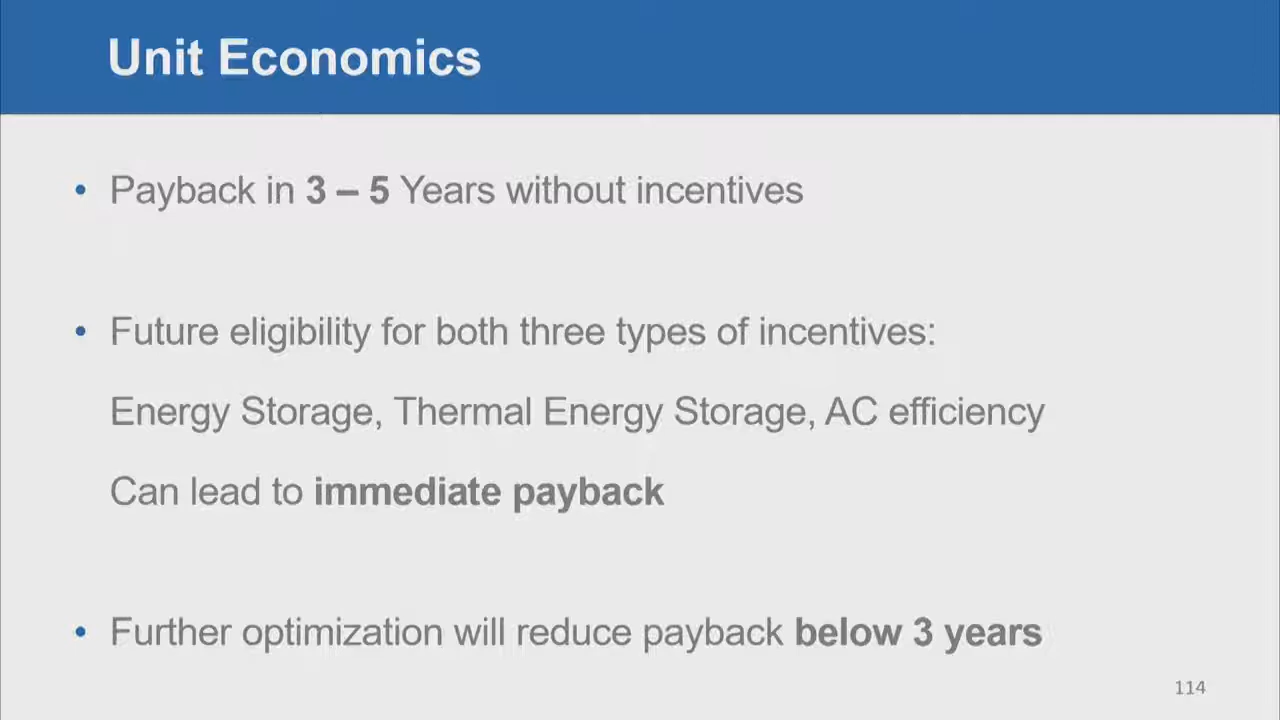 Unit Economics
• Payback in 3 – 5 Years without incentives
• Future eligibility for both three types of incentives:
Energy Storage, Thermal Energy Storage, AC efficiency
Can lead to immediate payback
• Further optimization will reduce payback below 3 years
114